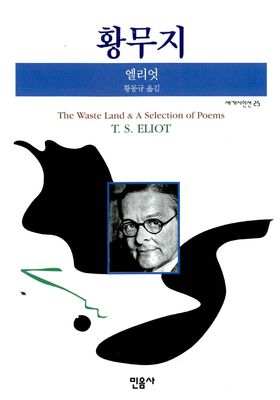 황무지
엘리엇
황동규 옮김
세계시인선 25
The Waste Land & A Selection of Poems
T. S. ELIOT
민음사